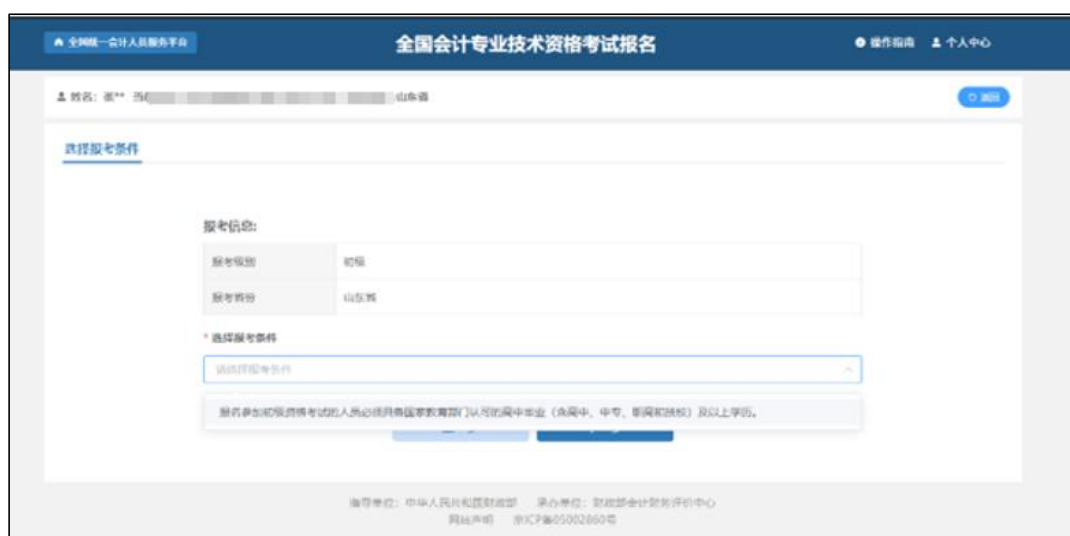 全国统一会计人员服务平台 全国会计专业技术资格考试报名 操作指南 个人中心
姓名：张** 山东省 返回
选择报考条件
报考信息:
报考级别 初级
报考省份 山东省
* 选择报考条件
请选择报考条件
报名参加初级资格考试的人员必须具备国家教育部门认可的高中毕业（含高中、中专、职高和技校）及以上学历。
指导单位：中华人民共和国财政部 承办单位：财政部会计财务评价中心
网站声明 京ICP备05002860号